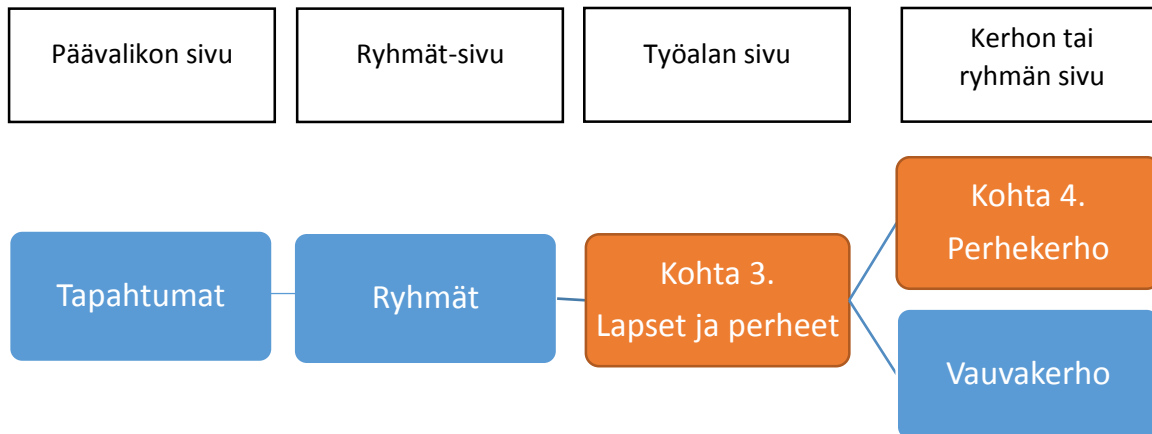 Päävalikon sivu
Ryhmät-sivu
Työalan sivu
Kerhon tai
ryhmän sivu
Tapahtumat
Ryhmät
Kohta 3.
Lapset ja perheet
Kohta 4.
Perhekerho
Vauvakerho